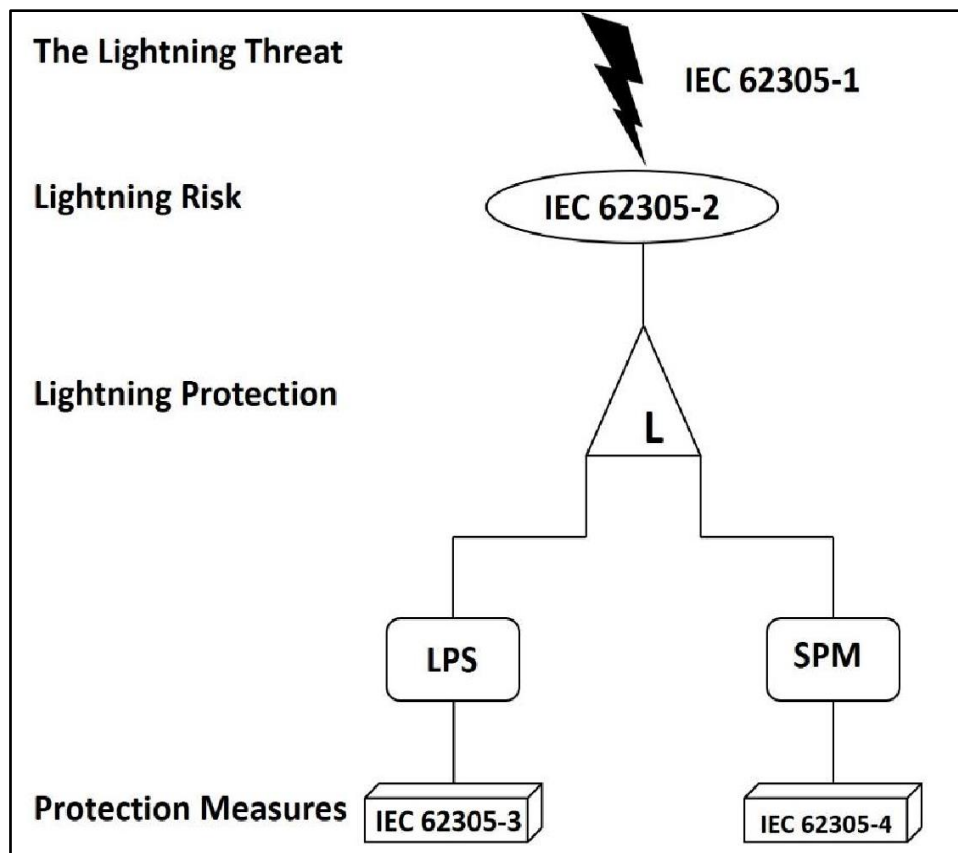 The Lightning Threat
IEC 62305-1
Lightning Risk
IEC 62305-2
Lightning Protection
L
LPS
SPM
Protection Measures
IEC 62305-3
IEC 62305-4